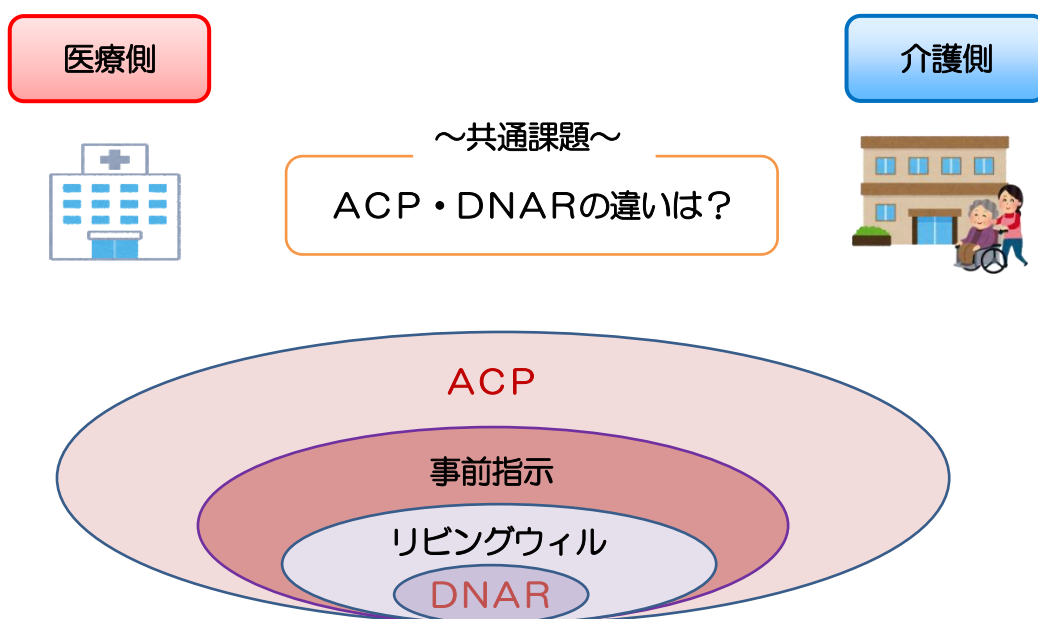 医療側
介護側
～共通課題～
ＡＣＰ・ＤＮＡＲの違いは？
ＡＣＰ
事前指示
リビングウィル
ＤＮＡＲ